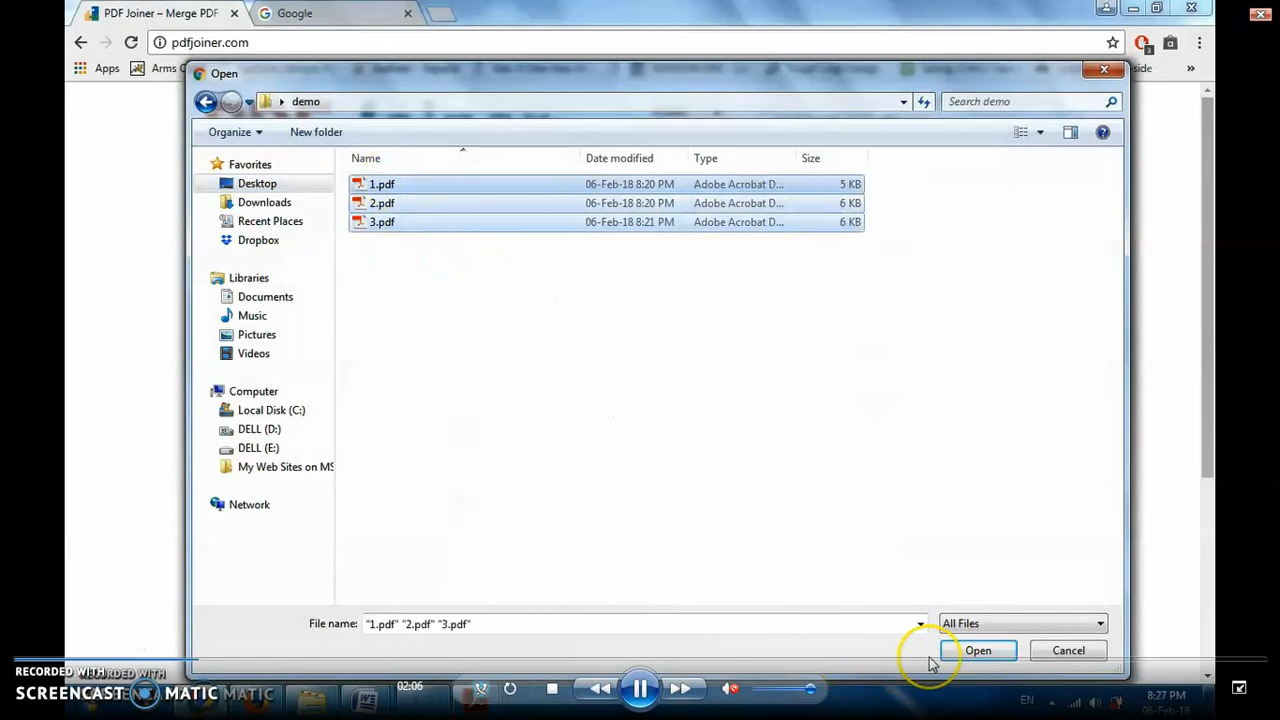 PDF Joiner – Merge PDF
Google
pdfjoiner.com
3
Apps
Arms C
side
»
Open
demo
Search demo
Organize
New folder
Name
Date modified
Type
Size
Favorites
Desktop
Downloads
Recent Places
Dropbox
Libraries
Documents
Music
Pictures
Videos
Computer
Local Disk (C:)
DELL (D:)
DELL (E:)
My Web Sites on MS
Network
1.pdf 06-Feb-18 8:20 PM Adobe Acrobat D... 5 KB
2.pdf 06-Feb-18 8:20 PM Adobe Acrobat D... 6 KB
3.pdf 06-Feb-18 8:21 PM Adobe Acrobat D... 6 KB
File name:
"1.pdf" "2.pdf" "3.pdf"
All Files
Open
Cancel
RECORDED WITH
SCREENCAST MATIC
02:06
EN
8:27 PM
06-Feb-18